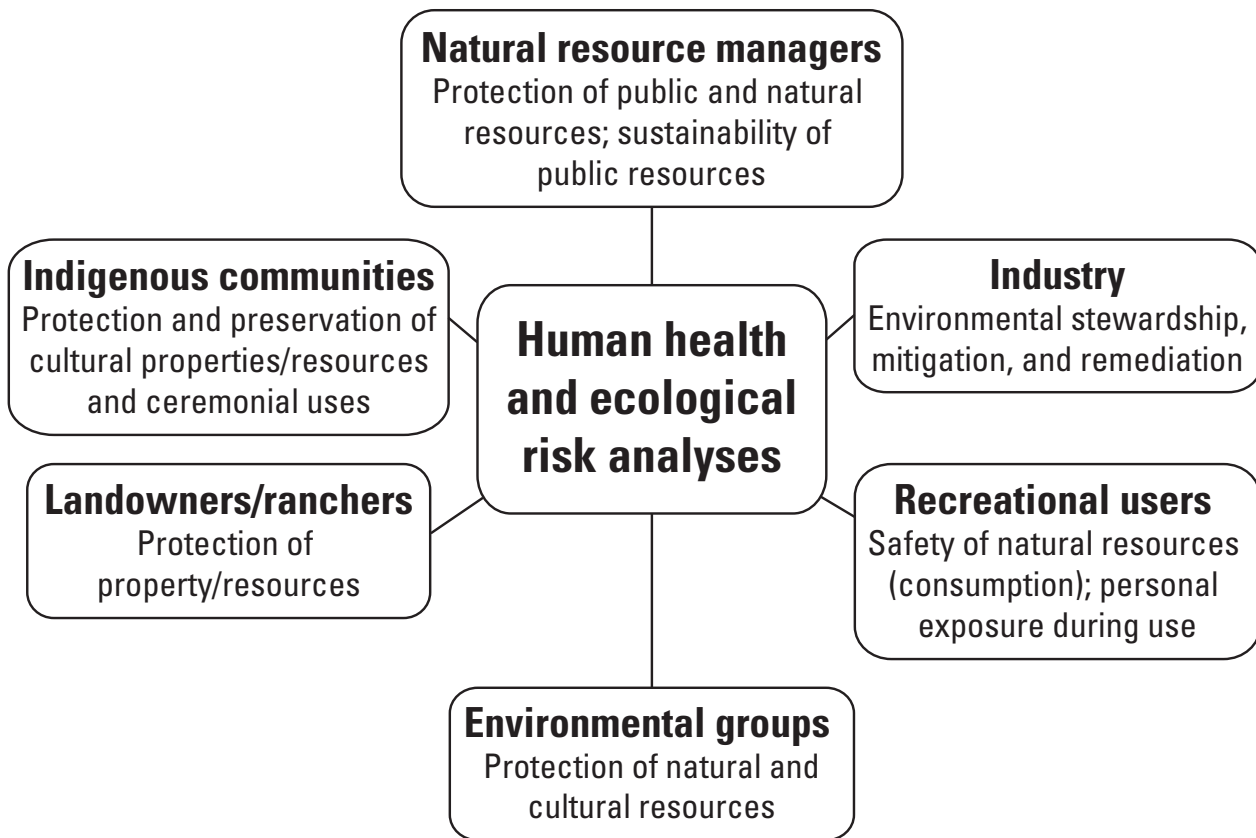 Natural resource managers
Protection of public and natural
resources; sustainability of
public resources
Indigenous communities
Protection and preservation of
cultural properties/resources
and ceremonial uses
Industry
Environmental stewardship,
mitigation, and remediation
Human health
and ecological
risk analyses
Landowners/ranchers
Protection of
property/resources
Recreational users
Safety of natural resources
(consumption); personal
exposure during use
Environmental groups
Protection of natural and
cultural resources